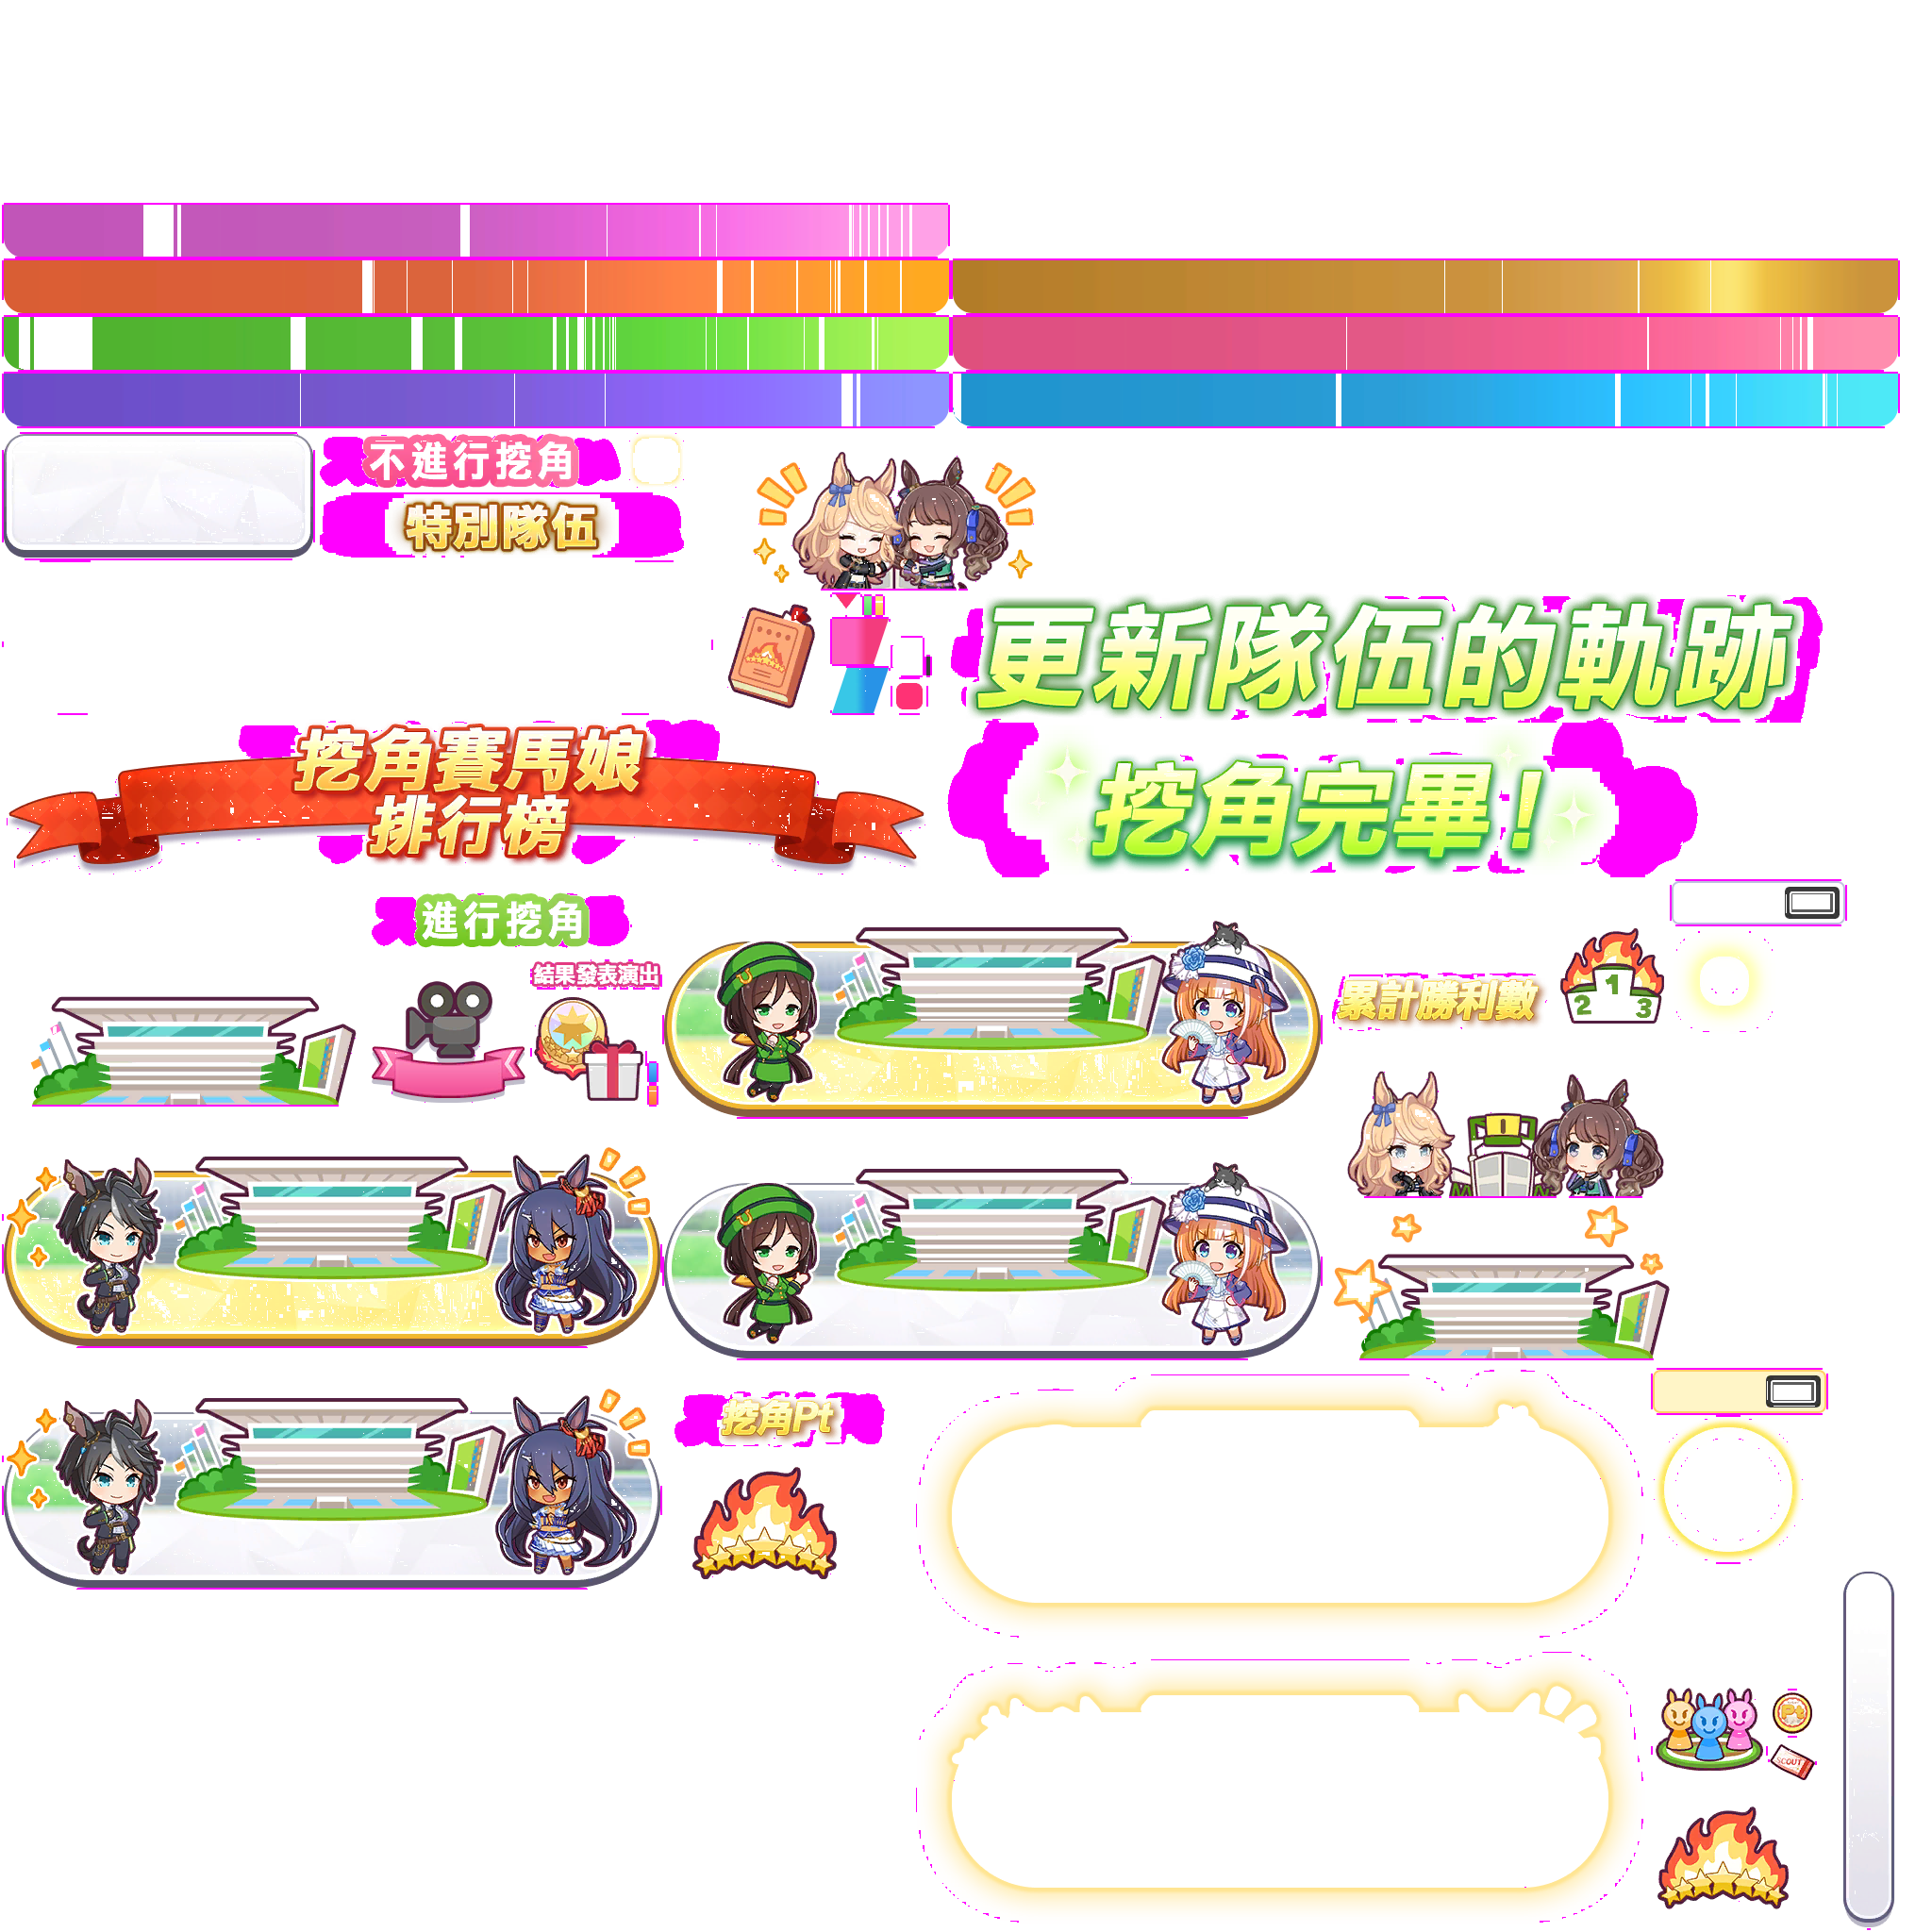 不進行挖角
特別隊伍
更新隊伍的軌跡
挖角賽馬娘
排行榜
挖角完畢!
進行挖角
結果發表演出
累計勝利數
1
2
3
挖角Pt
Pt
SCOUT